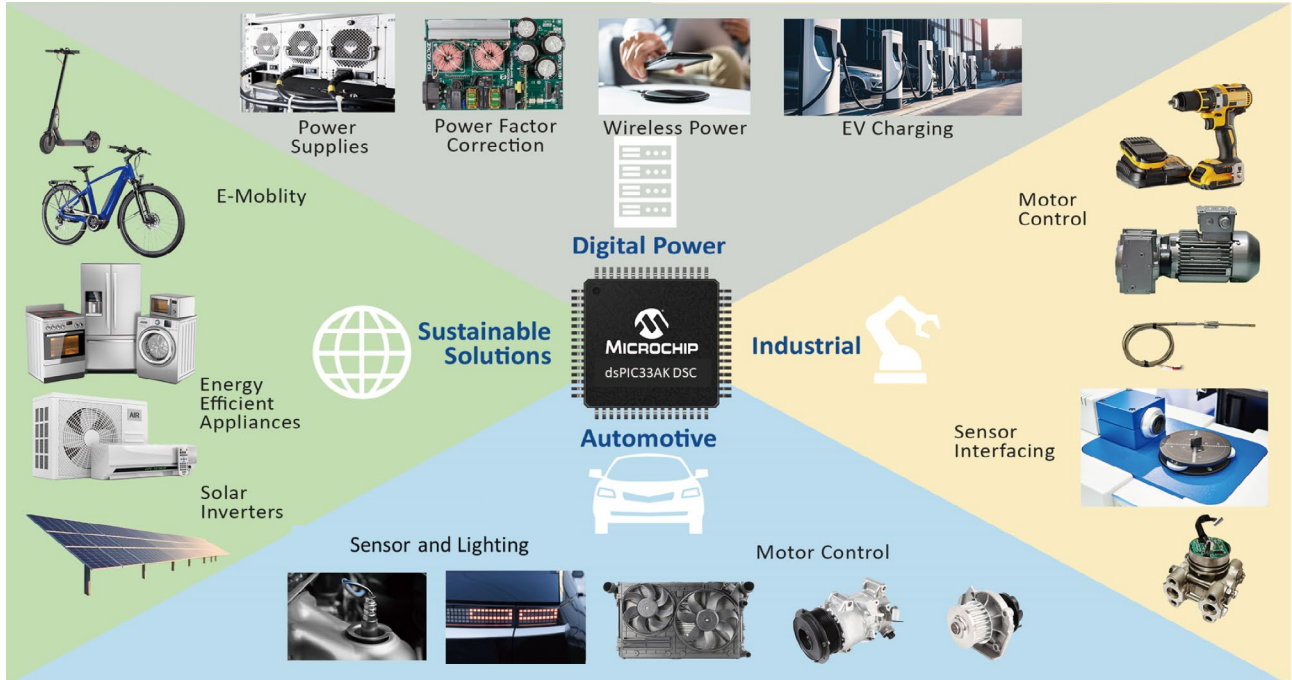 Power
Supplies
Power Factor
Correction
Wireless Power
EV Charging
Digital Power
E-Moblity
Energy
Efficient
Appliances
Solar
Inverters
AIR
Sustainable
Solutions
MICROCHIP
dsPIC33AK DSC
Industrial
Motor
Control
Sensor
Interfacing
Automotive
Sensor and Lighting
Motor Control